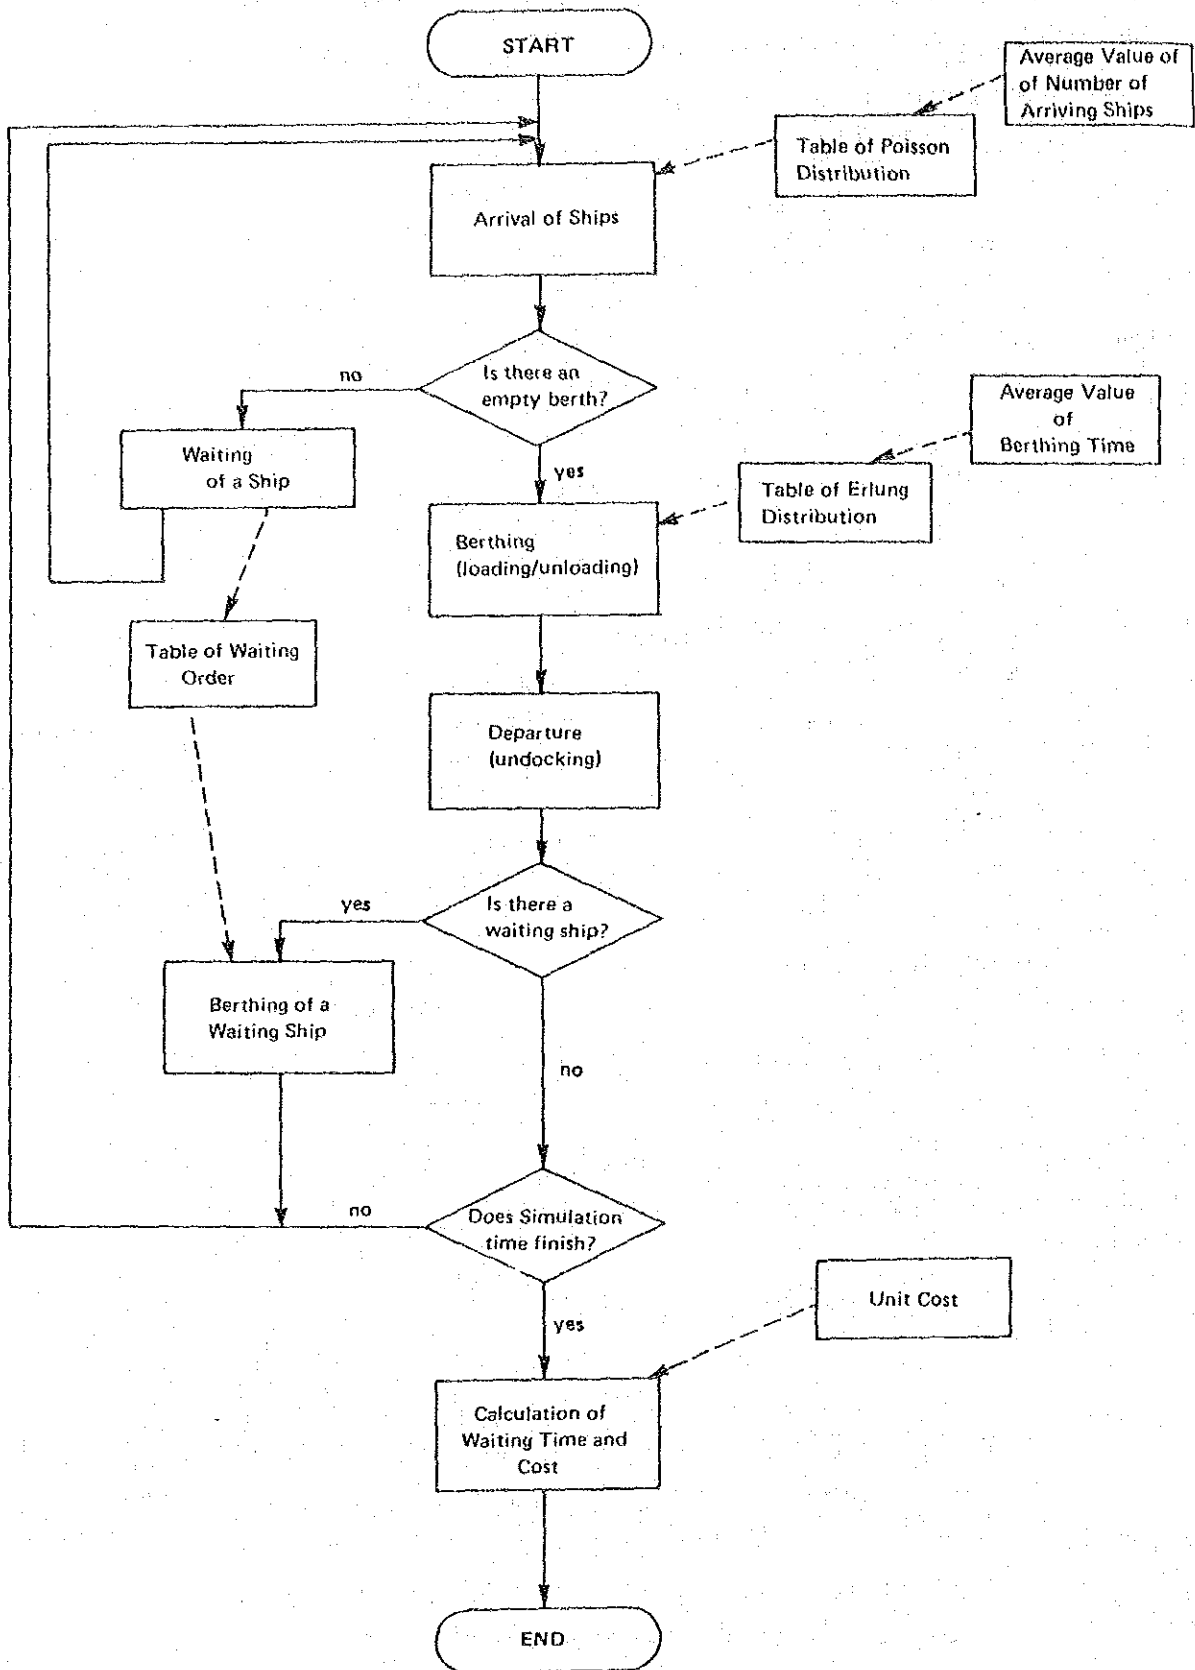 START
Average Value of
of Number of
Arriving Ships
Table of Poisson
Distribution
Arrival of Ships
Is there an
empty berth?
no
yes
Waiting
of a Ship
Average Value
of
Berthing Time
Table of Erlung
Distribution
Berthing
(loading/unloading)
Table of Waiting
Order
Departure
(undocking)
Is there a
waiting ship?
yes
no
Berthing of a
Waiting Ship
Does Simulation
time finish?
no
yes
Unit Cost
Calculation of
Waiting Time and
Cost
END